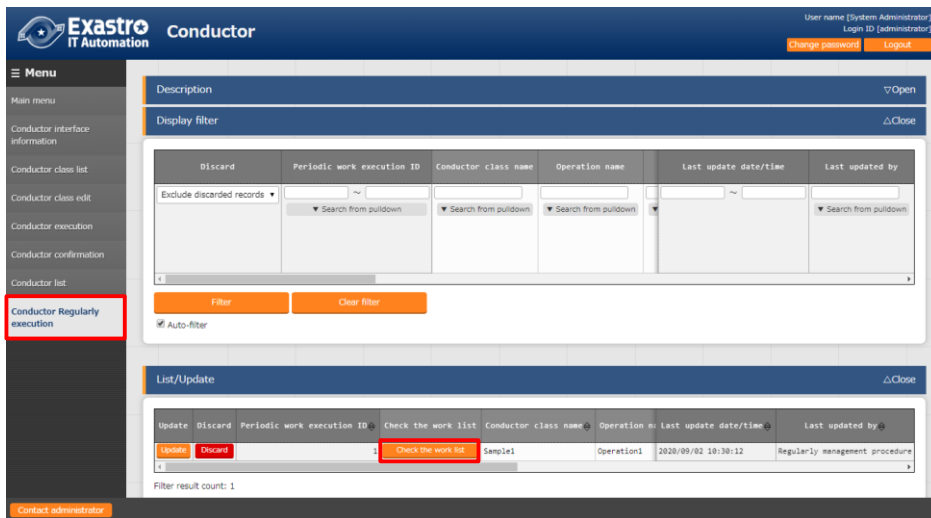 Exastro
IT Automation
Conductor
User name [System Administrator]
Login ID [administrator]
Change password
Logout
☰ Menu
Main menu
Conductor interface
information
Conductor class list
Conductor class edit
Conductor execution
Conductor confirmation
Conductor list
Conductor Regularly
execution
Description
▽Open
Display filter
△Close
Discard
Periodic work execution ID
Conductor class name
Operation name
Last update date/time
Last updated by
Exclude discarded records ▼
~
~
▼ Search from pulldown
▼ Search from pulldown
▼ Search from pulldown
▼
▼ Search from pulldown
Filter
Clear filter
Auto-filter
List/Update
△Close
Update Discard Periodic work execution ID Check the work list Conductor class name Operation na Last update date/time Last updated by
Update Discard 1 Check the work list Sample1 Operation1 2020/09/02 10:30:12 Regularly management procedure
Filter result count: 1
Contact administrator